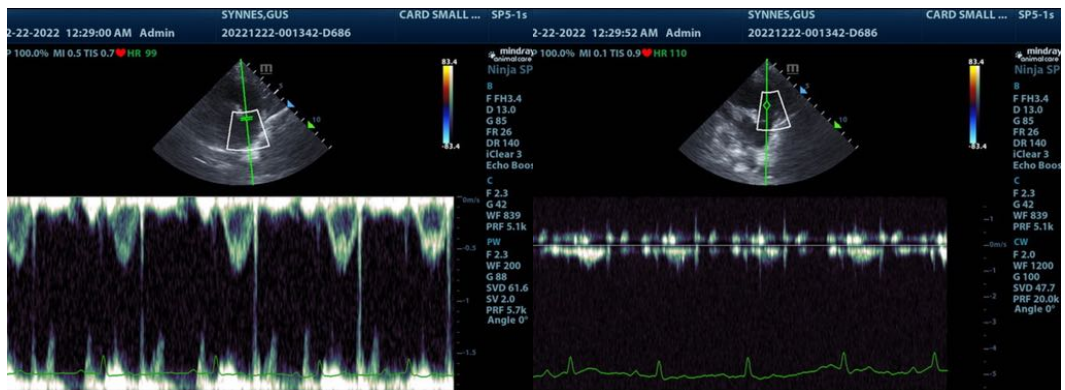 SYNNES,GUS CARD SMALL ... SP5-1s
2-22-2022 12:29:00 AM Admin 20221222-001342-D686
P 100.0% MI 0.5 TIS 0.7 HR 99
mindray
animalcare
Ninja SP
83.4
-83.4
m
5
10
B
F FH3.4
D 13.0
G 85
FR 26
DR 140
iClear 3
Echo Boos
C
F 2.3
G 42
WF 839
PRF 5.1k
PW
F 2.3
WF 200
G 88
SVD 61.6
SV 2.0
PRF 5.7k
Angle 0°
0m/s
-0.5
-1
-1.5
SYNNES,GUS CARD SMALL ... SP5-1s
2-22-2022 12:29:52 AM Admin 20221222-001342-D686
P 100.0% MI 0.1 TIS 0.9 HR 110
mindray
animalcare
Ninja SP
83.4
-83.4
m
5
10
B
F FH3.4
D 13.0
G 85
FR 26
DR 140
iClear 3
Echo Boos
C
F 2.3
G 42
WF 839
PRF 5.1k
CW
F 2.0
WF 1200
G 100
SVD 47.7
PRF 20.0k
Angle 0°
-1
-0m/s
-1
-2
-3
-4
-5